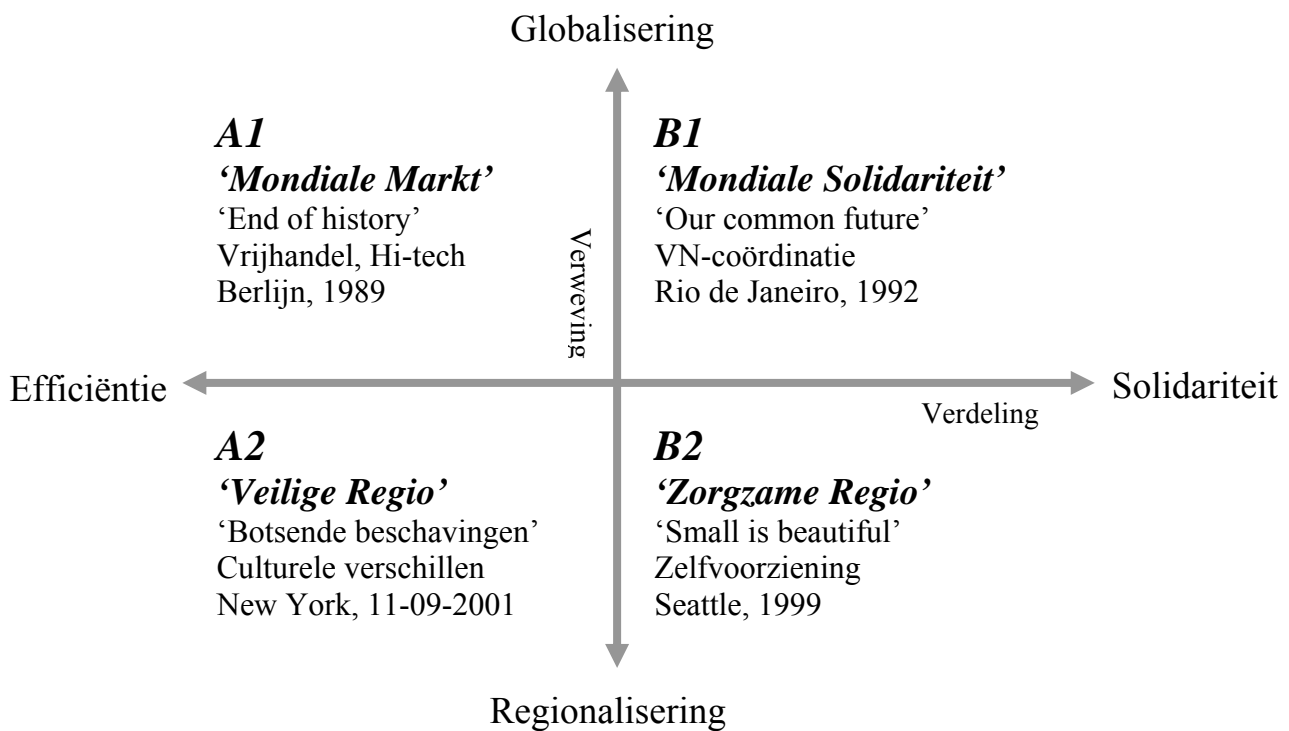 Globalisering
A1
‘Mondiale Markt’
‘End of history’
Vrijhandel, Hi-tech
Berlijn, 1989
Verweving
B1
‘Mondiale Solidariteit’
‘Our common future’
VN-coördinatie
Rio de Janeiro, 1992
Efficiëntie
Solidariteit
Verdeling
A2
‘Veilige Regio’
‘Botsende beschavingen’
Culturele verschillen
New York, 11-09-2001
B2
‘Zorgzame Regio’
‘Small is beautiful’
Zelfvoorziening
Seattle, 1999
Regionalisering